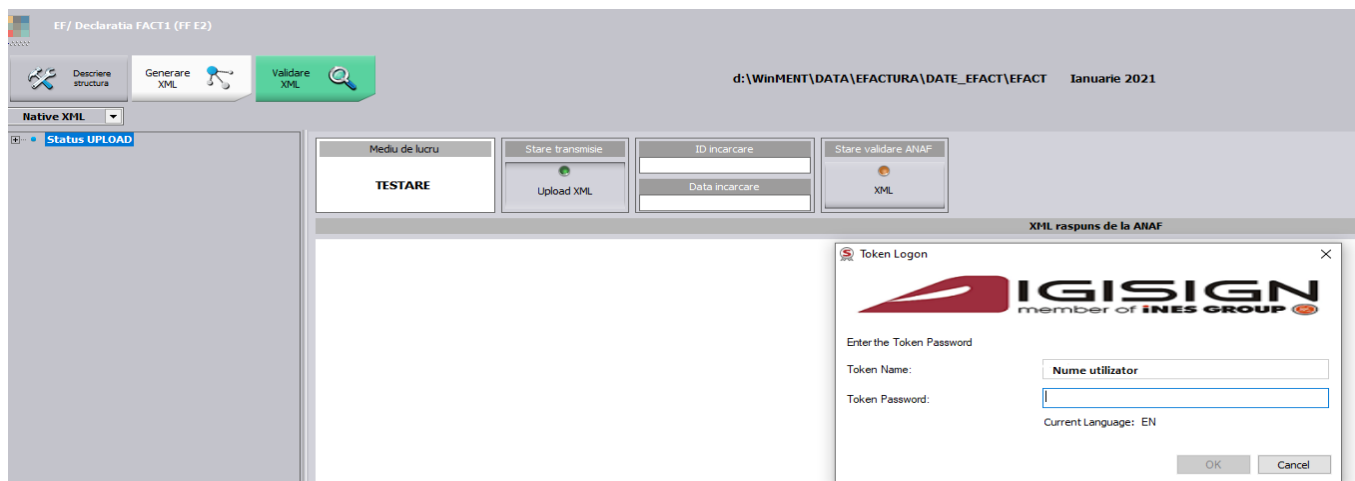 EF/ Declaratia FACT1 (FF E2)
Descriere structura
Generare XML
Validare XML
d:\WinMENT\DATA\EFACTURA\DATE_EFACT\EFACT Ianuarie 2021
Native XML
Status UPLOAD
Mediu de lucru
TESTARE
Stare transmisie
Upload XML
ID incarcare
Data incarcare
Stare validare ANAF
XML
XML raspuns de la ANAF
Token Logon
IGISIGN
member of iNES GROUP
Enter the Token Password
Token Name: Nume utilizator
Token Password:
Current Language: EN
OK Cancel